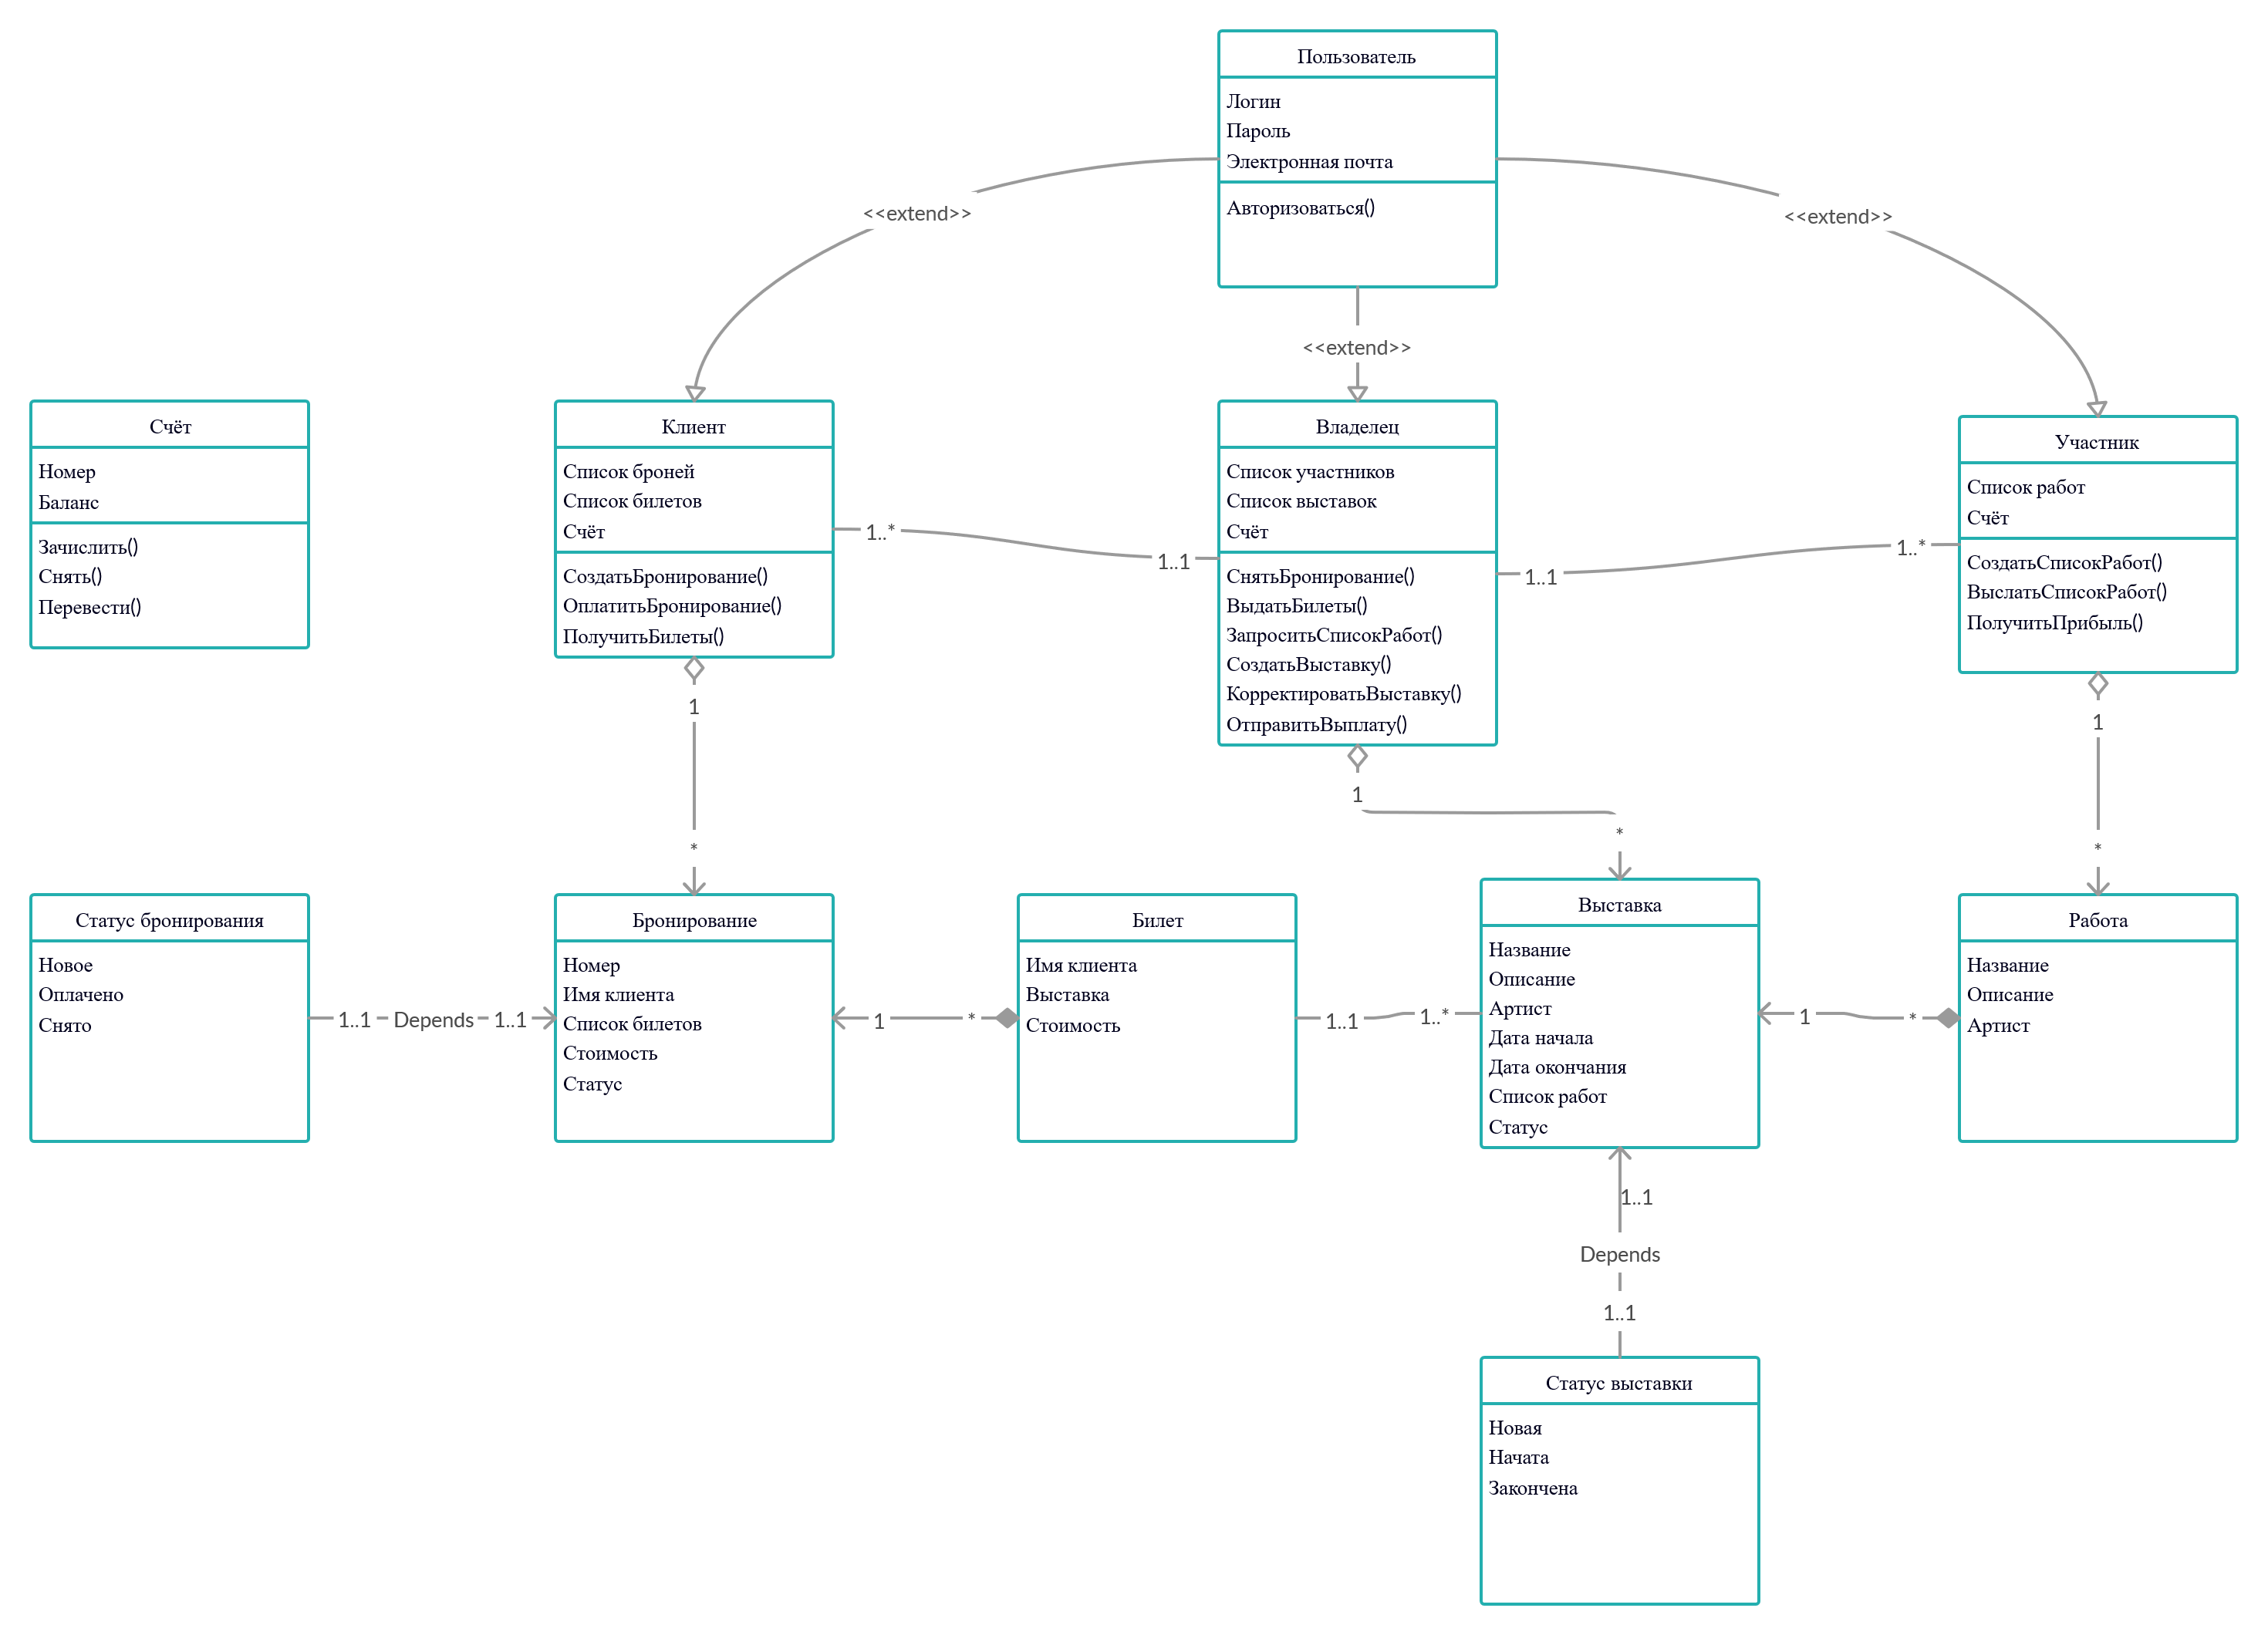 Пользователь
Логин
Пароль
Электронная почта
Авторизоваться()
<<extend>>
<<extend>>
<<extend>>
Счёт
Номер
Баланс
Зачислить()
Снять()
Перевести()
Клиент
Список броней
Список билетов
Счёт
СоздатьБронирование()
ОплатитьБронирование()
ПолучитьБилеты()
1..*
1..1
Владелец
Список участников
Список выставок
Счёт
СнятьБронирование()
ВыдатьБилеты()
ЗапроситьСписокРабот()
СоздатьВыставку()
КорректироватьВыставку()
ОтправитьВыплату()
1..1
1..*
Участник
Список работ
Счёт
СоздатьСписокРабот()
ВыслатьСписокРабот()
ПолучитьПрибыль()
1
*
1
*
1
*
Статус бронирования
Новое
Оплачено
Снято
1..1
Depends
1..1
Бронирование
Номер
Имя клиента
Список билетов
Стоимость
Статус
1
*
Билет
Имя клиента
Выставка
Стоимость
1..1
1..*
Выставка
Название
Описание
Артист
Дата начала
Дата окончания
Список работ
Статус
1
*
Работа
Название
Описание
Артист
1..1
Depends
1..1
Статус выставки
Новая
Начата
Закончена